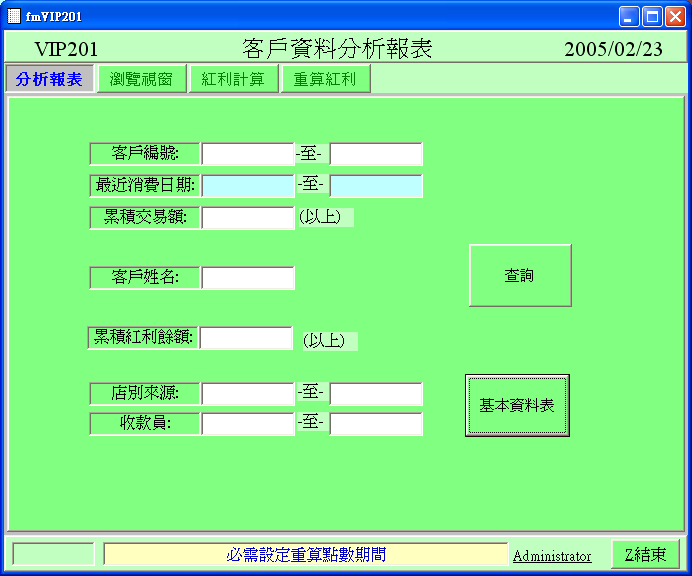 fmVIP201
VIP201 客戶資料分析報表 2005/02/23
分析報表 瀏覽視窗 紅利計算 重算紅利
客戶編號: -至-
最近消費日期: -至-
累積交易額: (以上)
客戶姓名:
查詢
累積紅利餘額: (以上)
店別來源: -至-
基本資料表
收款員: -至-
必需設定重算點數期間 Administrator Z結束